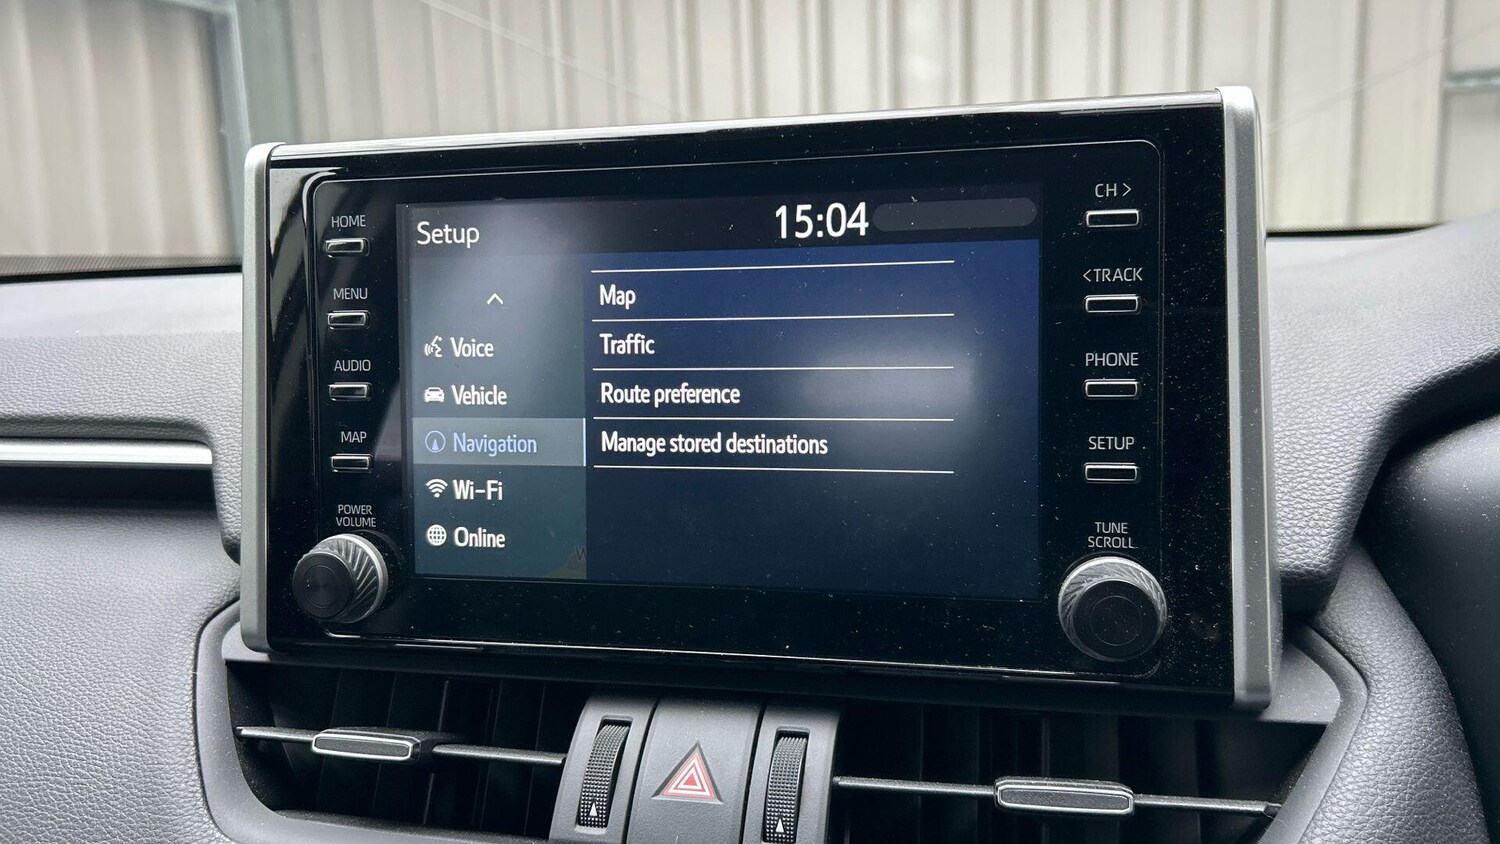 HOME
MENU
AUDIO
MAP
POWER
VOLUME
Setup
15:04
Voice
Vehicle
Navigation
Wi-Fi
Online
Map
Traffic
Route preference
Manage stored destinations
CH >
<TRACK
PHONE
SETUP
TUNE
SCROLL